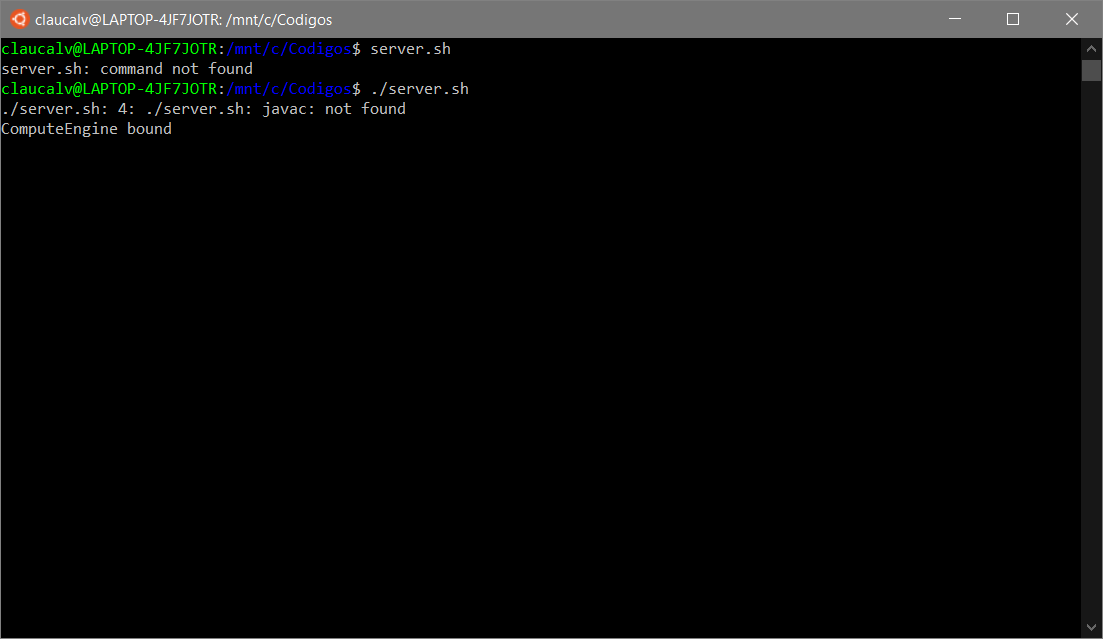 claucalv@LAPTOP-4JF7JOTR: /mnt/c/Codigos
claucalv@LAPTOP-4JF7JOTR:/mnt/c/Codigos$ server.sh
server.sh: command not found
claucalv@LAPTOP-4JF7JOTR:/mnt/c/Codigos$ ./server.sh
./server.sh: 4: ./server.sh: javac: not found
ComputeEngine bound